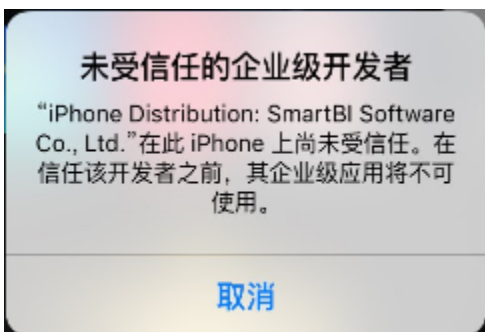 未受信任的企业级开发者
“iPhone Distribution: SmartBI Software
Co., Ltd.”在此 iPhone 上尚未受信任。在
信任该开发者之前，其企业级应用将不可
使用。
取消